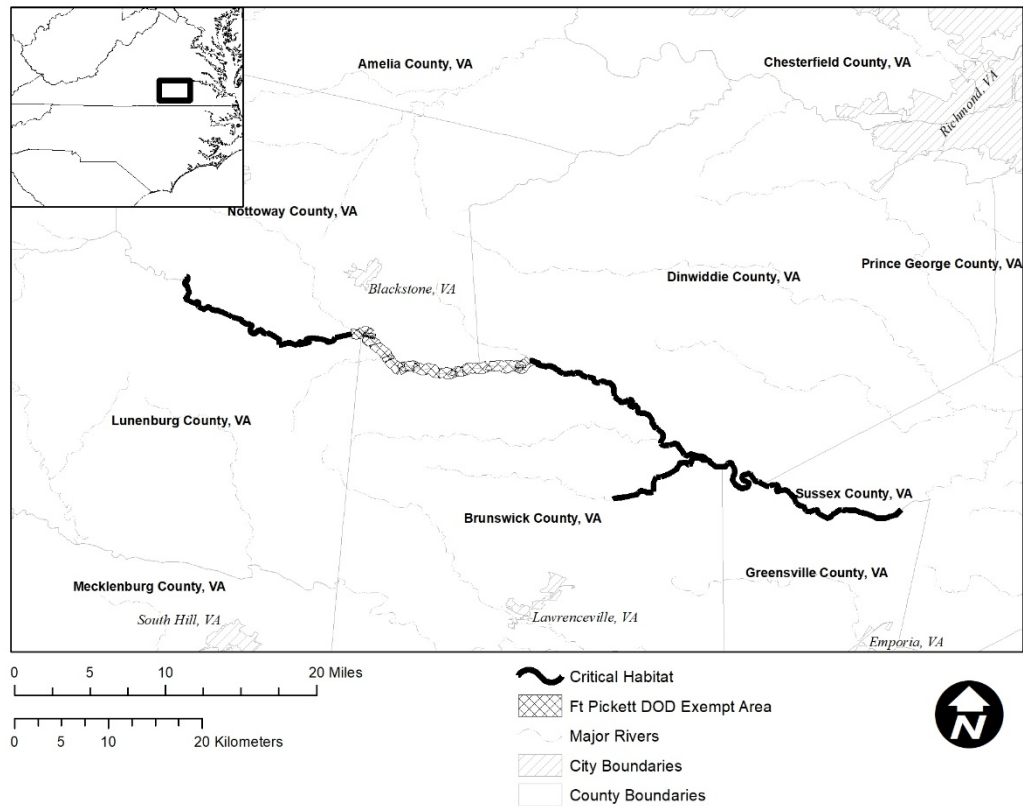 Amelia County, VA
Chesterfield County, VA
Richmond, VA
Nottoway County, VA
Prince George County, VA
Dinwiddie County, VA
Blackstone, VA
Lunenburg County, VA
Sussex County, VA
Brunswick County, VA
Greensville County, VA
Mecklenburg County, VA
South Hill, VA
Lawrenceville, VA
Emporia, VA
0 5 10 20 Miles
0 5 10 20 Kilometers
Critical Habitat
Ft Pickett DOD Exempt Area
Major Rivers
City Boundaries
County Boundaries
N